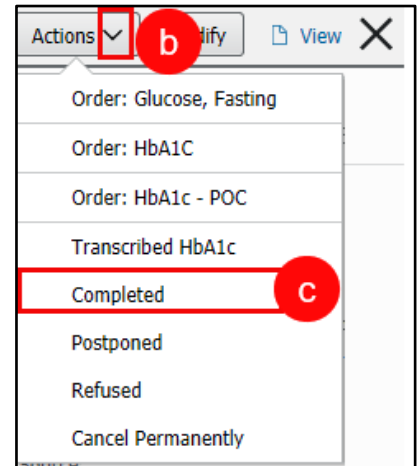 Actions b dify View
Order: Glucose, Fasting
Order: HbA1C
Order: HbA1c - POC
Transcribed HbA1c
Completed c
Postponed
Refused
Cancel Permanently